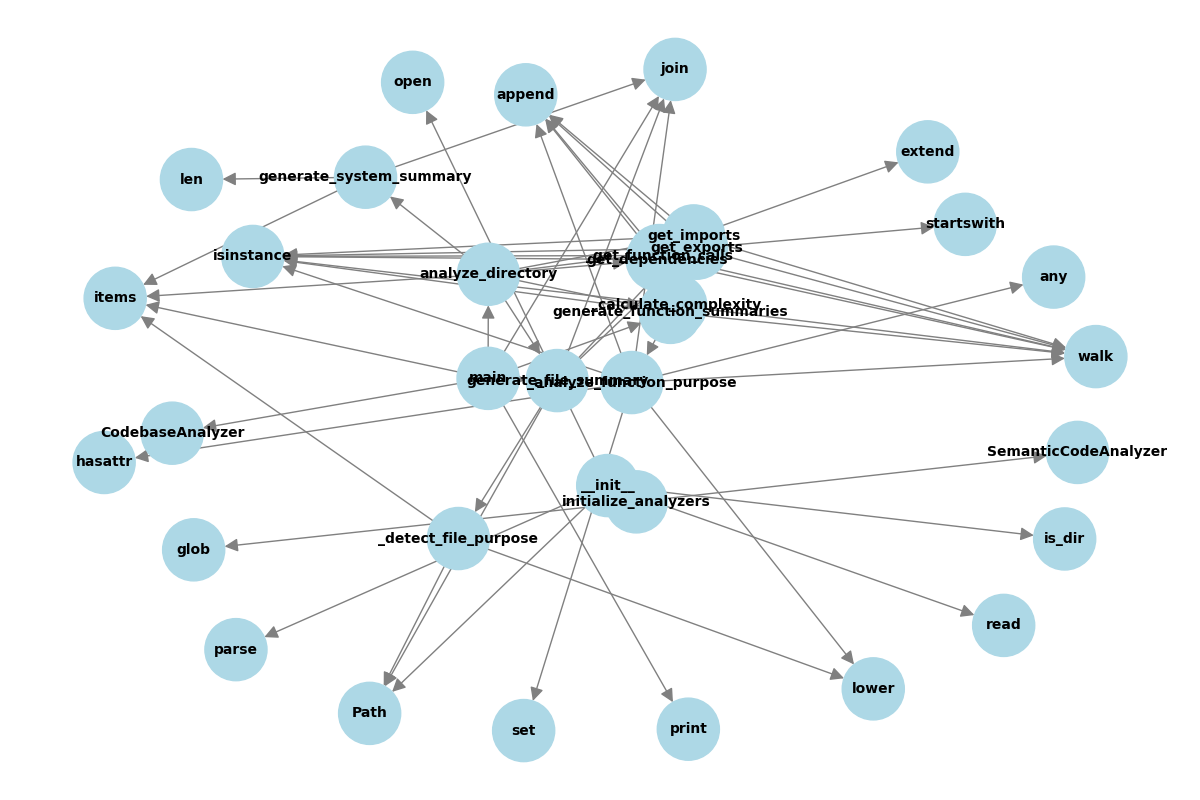 join
open
append
extend
generate_system_summary
len
startswith
get_imports
get_exports
isinstance
get_function_calls
get_dependencies
analyze_directory
any
items
_calculate_complexity
generate_function_summaries
walk
main
generate_file_summary
_analyze_function_purpose
CodebaseAnalyzer
SemanticCodeAnalyzer
hasattr
__init__
initialize_analyzers
_detect_file_purpose
is_dir
glob
read
parse
lower
Path
set
print